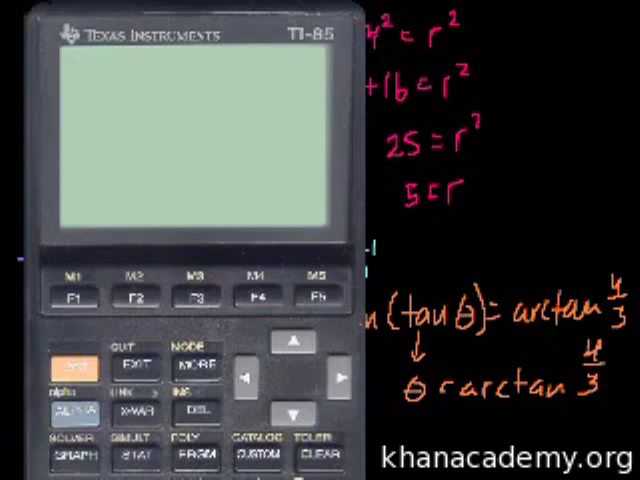 TEXAS INSTRUMENTS TI-85
4² = r²
+16 = r²
25 = r²
5 = r
M1 M2 M3 M4 M5
F1 F2 F3 F4 F5
(tan θ) = arctan 4/3
QUIT MODE
EXIT MORE
θ = arctan 4/3
alpha LINK INS
ALPHA X-VAR DEL
SOLVER SIMULT POLY CATALOG TOLER
GRAPH STAT PRGM CUSTOM CLEAR
khanacademy.org